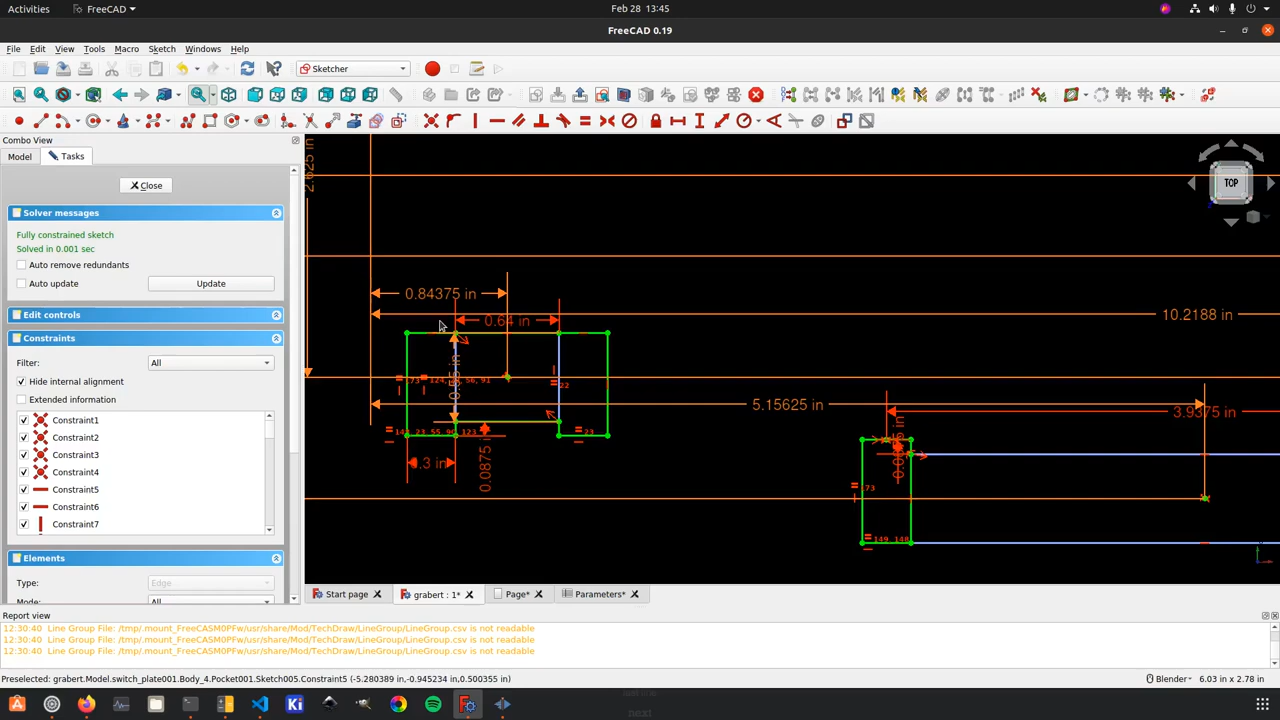 Activities
FreeCAD
Feb 28 13:45
FreeCAD 0.19
File Edit View Tools Macro Sketch Windows Help
Sketcher
Combo View
Model Tasks
Close
Solver messages
Fully constrained sketch
Solved in 0.001 sec
Auto remove redundants
Auto update
Update
Edit controls
Constraints
Filter:
All
Hide internal alignment
Extended information
Constraint1
Constraint2
Constraint3
Constraint4
Constraint5
Constraint6
Constraint7
Elements
Type:
Edge
Mode:
All
2.625 in
0.84375 in
0.64 in
10.2188 in
5.15625 in
3.9375 in
0.0875 in
22
23
73
149, 148
TOP
Start page
grabert : 1*
Page*
Parameters*
Report view
12:30:40 Line Group File: /tmp/.mount_FreeCASM0PFw/usr/share/Mod/TechDraw/LineGroup/LineGroup.csv is not readable
12:30:40 Line Group File: /tmp/.mount_FreeCASM0PFw/usr/share/Mod/TechDraw/LineGroup/LineGroup.csv is not readable
12:30:40 Line Group File: /tmp/.mount_FreeCASM0PFw/usr/share/Mod/TechDraw/LineGroup/LineGroup.csv is not readable
Preselected: grabert.Model.switch_plate001.Body_4.Pocket001.Sketch005.Constraint5 (-5.280389 in,-0.945234 in,0.500355 in)
Blender
6.03 in x 2.78 in